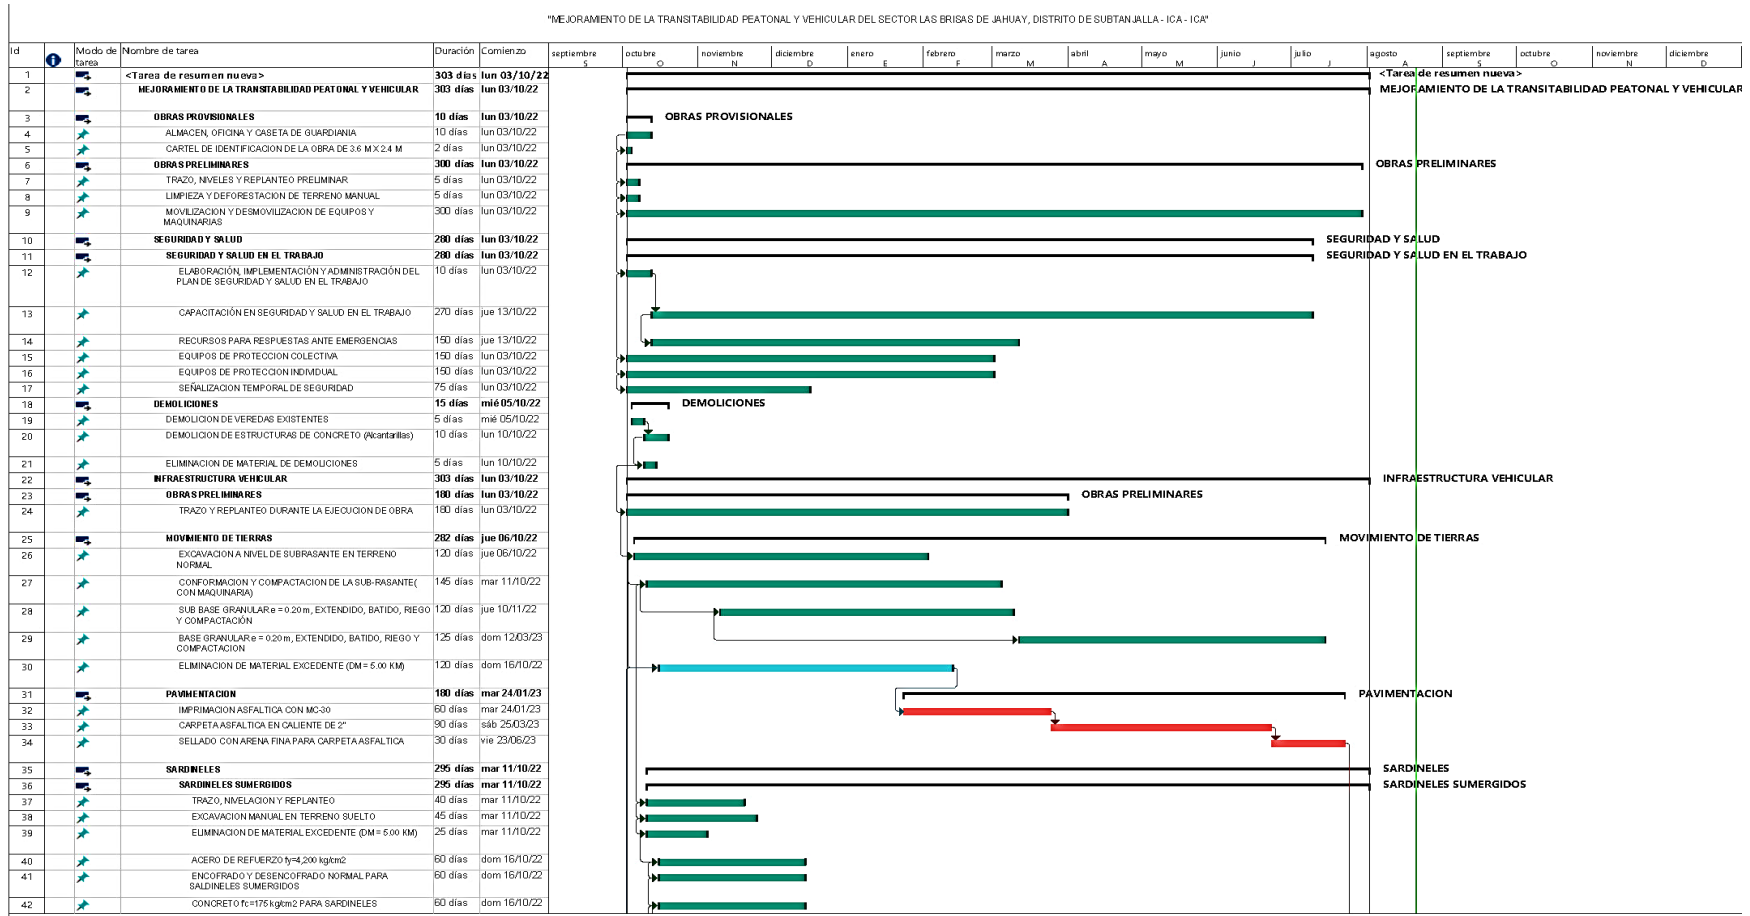 "MEJORAMIENTO DE LA TRANSITABILIDAD PEATONAL Y VEHICULAR DEL SECTOR LAS BRISAS DE JAHUAY, DISTRITO DE SUBTANJALLA - ICA - ICA"
Id Modo de tarea Nombre de tarea Duración Comienzo septiembre octubre noviembre diciembre enero febrero marzo abril mayo junio julio agosto septiembre octubre noviembre diciembre
S O N D E F M A M J J A S O N D
1 <Tarea de resumen nueva> 303 días lun 03/10/22 <Tarea de resumen nueva>
2 MEJORAMIENTO DE LA TRANSITABILIDAD PEATONAL Y VEHICULAR 303 días lun 03/10/22 MEJORAMIENTO DE LA TRANSITABILIDAD PEATONAL Y VEHICULAR
3 OBRAS PROVISIONALES 10 días lun 03/10/22 OBRAS PROVISIONALES
4 ALMACEN, OFICINA Y CASETA DE GUARDIANIA 10 días lun 03/10/22
5 CARTEL DE IDENTIFICACION DE LA OBRA DE 3.6 M X 2.4 M 2 días lun 03/10/22
6 OBRAS PRELIMINARES 300 días lun 03/10/22 OBRAS PRELIMINARES
7 TRAZO, NIVELES Y REPLANTEO PRELIMINAR 5 días lun 03/10/22
8 LIMPIEZA Y DEFORESTACION DE TERRENO MANUAL 5 días lun 03/10/22
9 MOVILIZACION Y DESMOVILIZACION DE EQUIPOS Y 300 días lun 03/10/22
MAQUINARIAS
10 SEGURIDAD Y SALUD 280 días lun 03/10/22 SEGURIDAD Y SALUD
11 SEGURIDAD Y SALUD EN EL TRABAJO 280 días lun 03/10/22 SEGURIDAD Y SALUD EN EL TRABAJO
12 ELABORACIÓN, IMPLEMENTACIÓN Y ADMINISTRACIÓN DEL 10 días lun 03/10/22
PLAN DE SEGURIDAD Y SALUD EN EL TRABAJO
13 CAPACITACIÓN EN SEGURIDAD Y SALUD EN EL TRABAJO 270 días jue 13/10/22
14 RECURSOS PARA RESPUESTAS ANTE EMERGENCIAS 150 días jue 13/10/22
15 EQUIPOS DE PROTECCION COLECTIVA 150 días lun 03/10/22
16 EQUIPOS DE PROTECCION INDIVIDUAL 150 días lun 03/10/22
17 SEÑALIZACION TEMPORAL DE SEGURIDAD 75 días lun 03/10/22
18 DEMOLICIONES 15 días mié 05/10/22 DEMOLICIONES
19 DEMOLICION DE VEREDAS EXISTENTES 5 días mié 05/10/22
20 DEMOLICION DE ESTRUCTURAS DE CONCRETO (Alcantarillas) 10 días lun 10/10/22
21 ELIMINACION DE MATERIAL DE DEMOLICIONES 5 días lun 10/10/22
22 INFRAESTRUCTURA VEHICULAR 303 días lun 03/10/22 INFRAESTRUCTURA VEHICULAR
23 OBRAS PRELIMINARES 180 días lun 03/10/22 OBRAS PRELIMINARES
24 TRAZO Y REPLANTEO DURANTE LA EJECUCION DE OBRA 180 días lun 03/10/22
25 MOVIMIENTO DE TIERRAS 282 días jue 06/10/22 MOVIMIENTO DE TIERRAS
26 EXCAVACION A NIVEL DE SUBRASANTE EN TERRENO 120 días jue 06/10/22
NORMAL
27 CONFORMACION Y COMPACTACION DE LA SUB-RASANTE( 145 días mar 11/10/22
CON MAQUINARIA)
28 SUB BASE GRANULAR e = 0.20 m, EXTENDIDO, BATIDO, RIEGO 120 días jue 10/11/22
Y COMPACTACIÓN
29 BASE GRANULAR e = 0.20 m, EXTENDIDO, BATIDO, RIEGO Y 125 días dom 12/03/23
COMPACTACION
30 ELIMINACION DE MATERIAL EXCEDENTE (DM = 5.00 KM) 120 días dom 16/10/22
31 PAVIMENTACION 180 días mar 24/01/23 PAVIMENTACION
32 IMPRIMACION ASFALTICA CON MC-30 60 días mar 24/01/23
33 CARPETA ASFALTICA EN CALIENTE DE 2" 90 días sáb 25/03/23
34 SELLADO CON ARENA FINA PARA CARPETA ASFALTICA 30 días vie 23/06/23
35 SARDINELES 295 días mar 11/10/22 SARDINELES
36 SARDINELES SUMERGIDOS 295 días mar 11/10/22 SARDINELES SUMERGIDOS
37 TRAZO, NIVELACION Y REPLANTEO 40 días mar 11/10/22
38 EXCAVACION MANUAL EN TERRENO SUELTO 45 días mar 11/10/22
39 ELIMINACION DE MATERIAL EXCEDENTE (DM = 5.00 KM) 25 días mar 11/10/22
40 ACERO DE REFUERZO fy=4,200 kg/cm2 60 días dom 16/10/22
41 ENCOFRADO Y DESENCOFRADO NORMAL PARA 60 días dom 16/10/22
SALDINELES SUMERGIDOS
42 CONCRETO f'c=175 kg/cm2 PARA SARDINELES 60 días dom 16/10/22